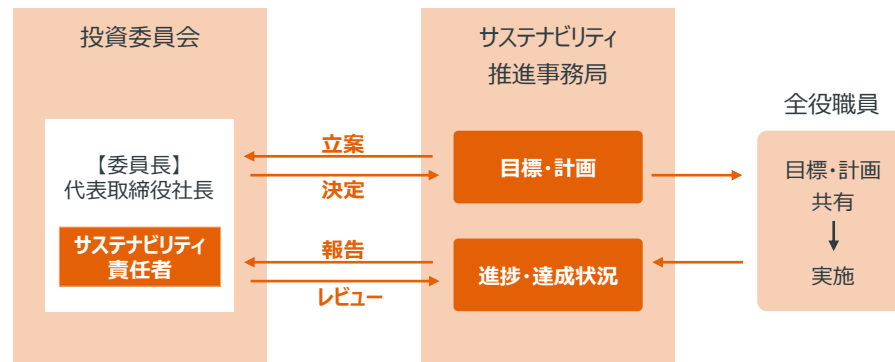 投資委員会
【委員長】
代表取締役社長
サステナビリティ
責任者
立案
決定
報告
レビュー
サステナビリティ
推進事務局
目標・計画
進捗・達成状況
全役職員
目標・計画
共有
実施